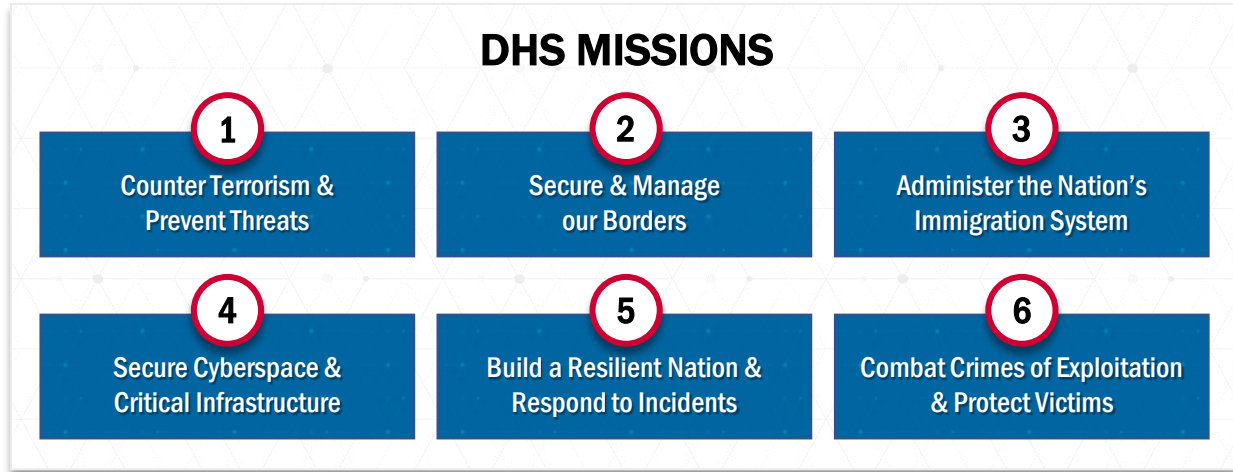 DHS MISSIONS
1
Counter Terrorism &
Prevent Threats
2
Secure & Manage
our Borders
3
Administer the Nation's
Immigration System
4
Secure Cyberspace &
Critical Infrastructure
5
Build a Resilient Nation &
Respond to Incidents
6
Combat Crimes of Exploitation
& Protect Victims